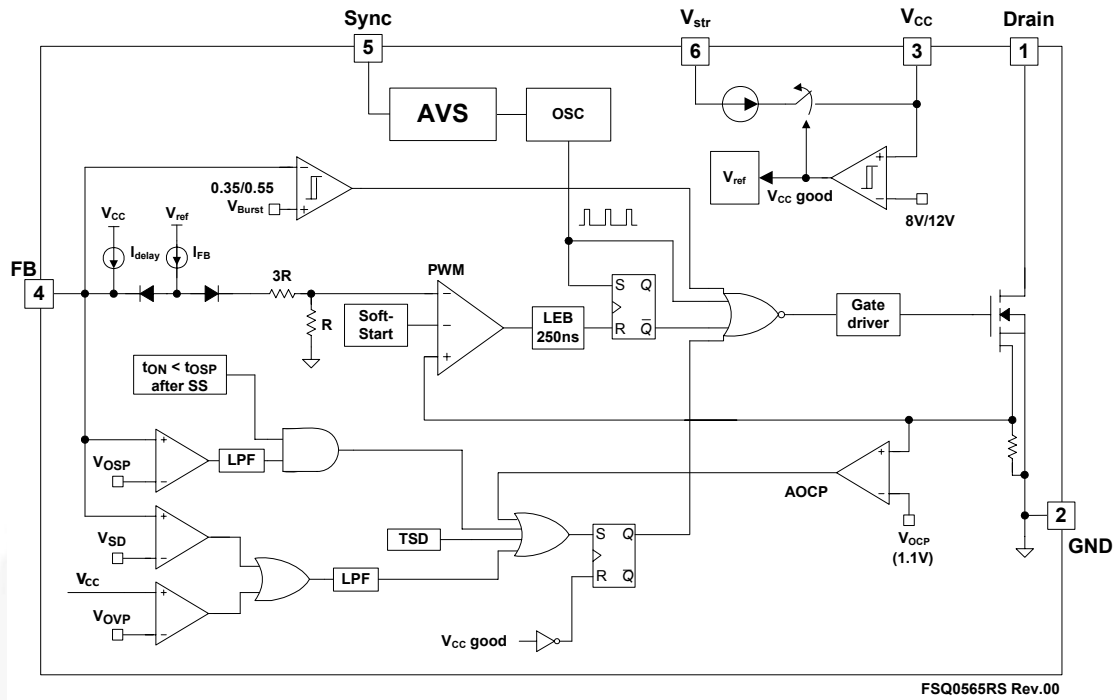 Sync
Vstr
VCC
Drain
5
6
3
1
AVS
OSC
Vref
VCC good
8V/12V
0.35/0.55
VBurst
VCC
Vref
Idelay
IFB
FB
4
3R
R
PWM
Soft-
Start
LEB
250ns
S Q
R Q̅
Gate
driver
tON < tOSP
after SS
VOSP
LPF
AOCP
VOCP
(1.1V)
2
GND
VSD
TSD
S Q
R Q̅
VCC
LPF
VOVP
VCC good
FSQ0565RS Rev.00